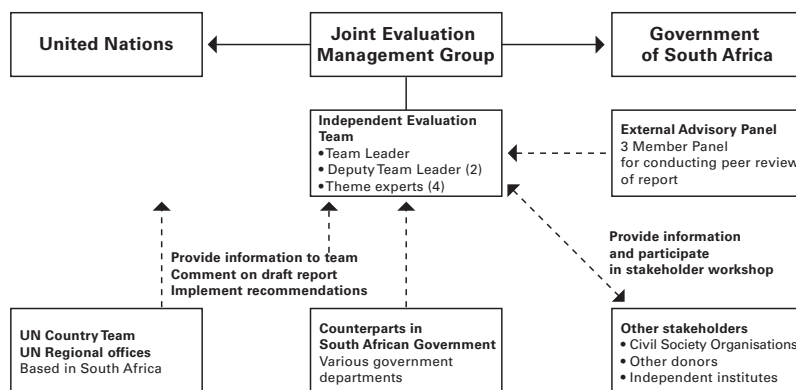 United Nations
Joint Evaluation
Management Group
Government
of South Africa
Independent Evaluation
Team
• Team Leader
• Deputy Team Leader (2)
• Theme experts (4)
External Advisory Panel
3 Member Panel
for conducting peer review
of report
Provide information to team
Comment on draft report
Implement recommendations
Provide information
and participate
in stakeholder workshop
UN Country Team
UN Regional offices
Based in South Africa
Counterparts in
South African Government
Various government
departments
Other stakeholders
• Civil Society Organisations
• Other donors
• Independent institutes